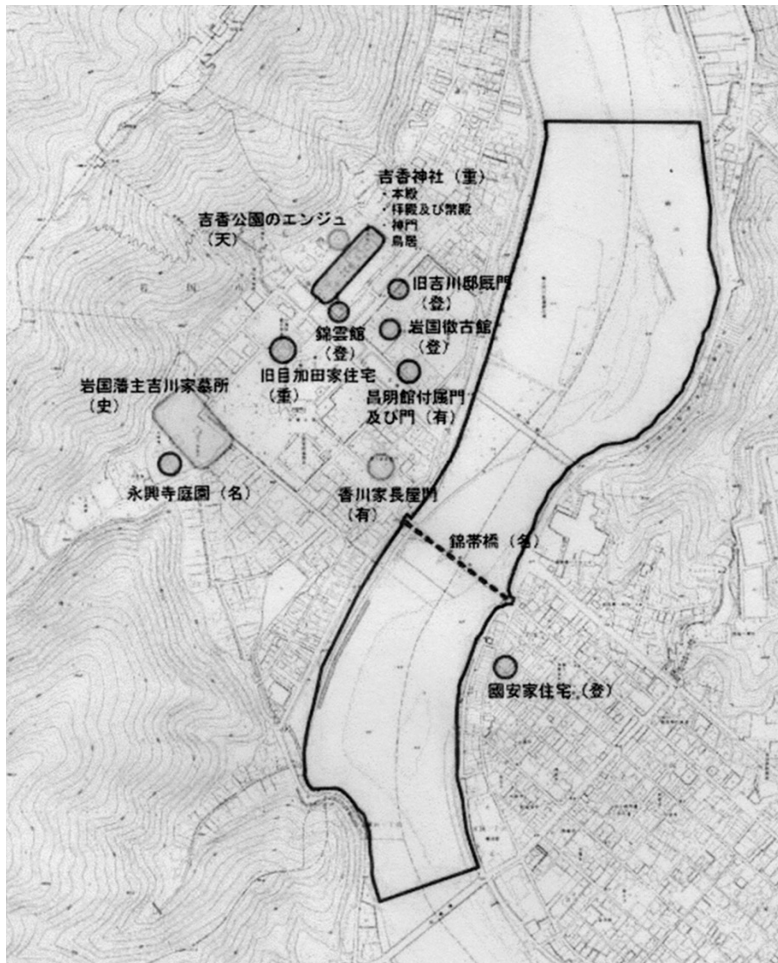 吉香神社（重）
・本殿
・拝殿及び幣殿
・神門
・鳥居
吉香公園のエンジュ
（天）
旧吉川邸厩門
（登）
岩国徴古館
（登）
錦雲館
（登）
旧目加田家住宅
（重）
昌明館付属門
及び門（有）
岩国藩主吉川家墓所
（史）
永興寺庭園（名）
香川家長屋門
（有）
錦帯橋（名）
國安家住宅（登）